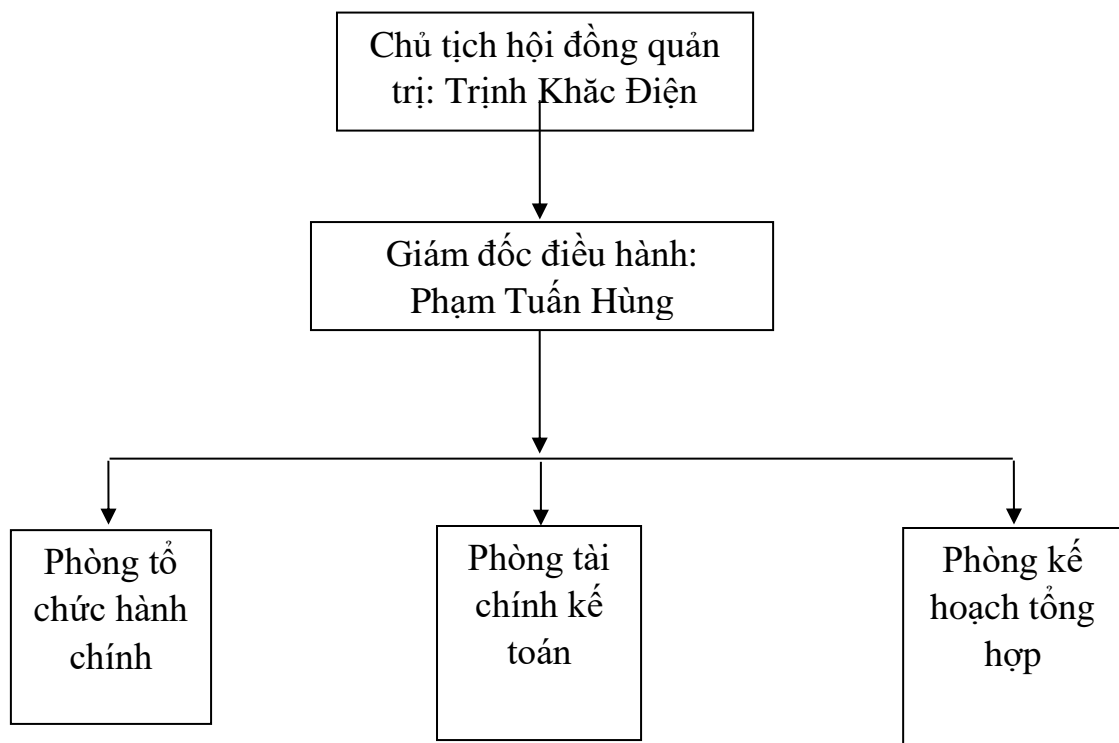 Chủ tịch hội đồng quản
trị: Trịnh Khăc Điện
Giám đốc điều hành:
Phạm Tuấn Hùng
Phòng tổ
chức hành
chính
Phòng tài
chính kế
toán
Phòng kế
hoạch tổng
hợp